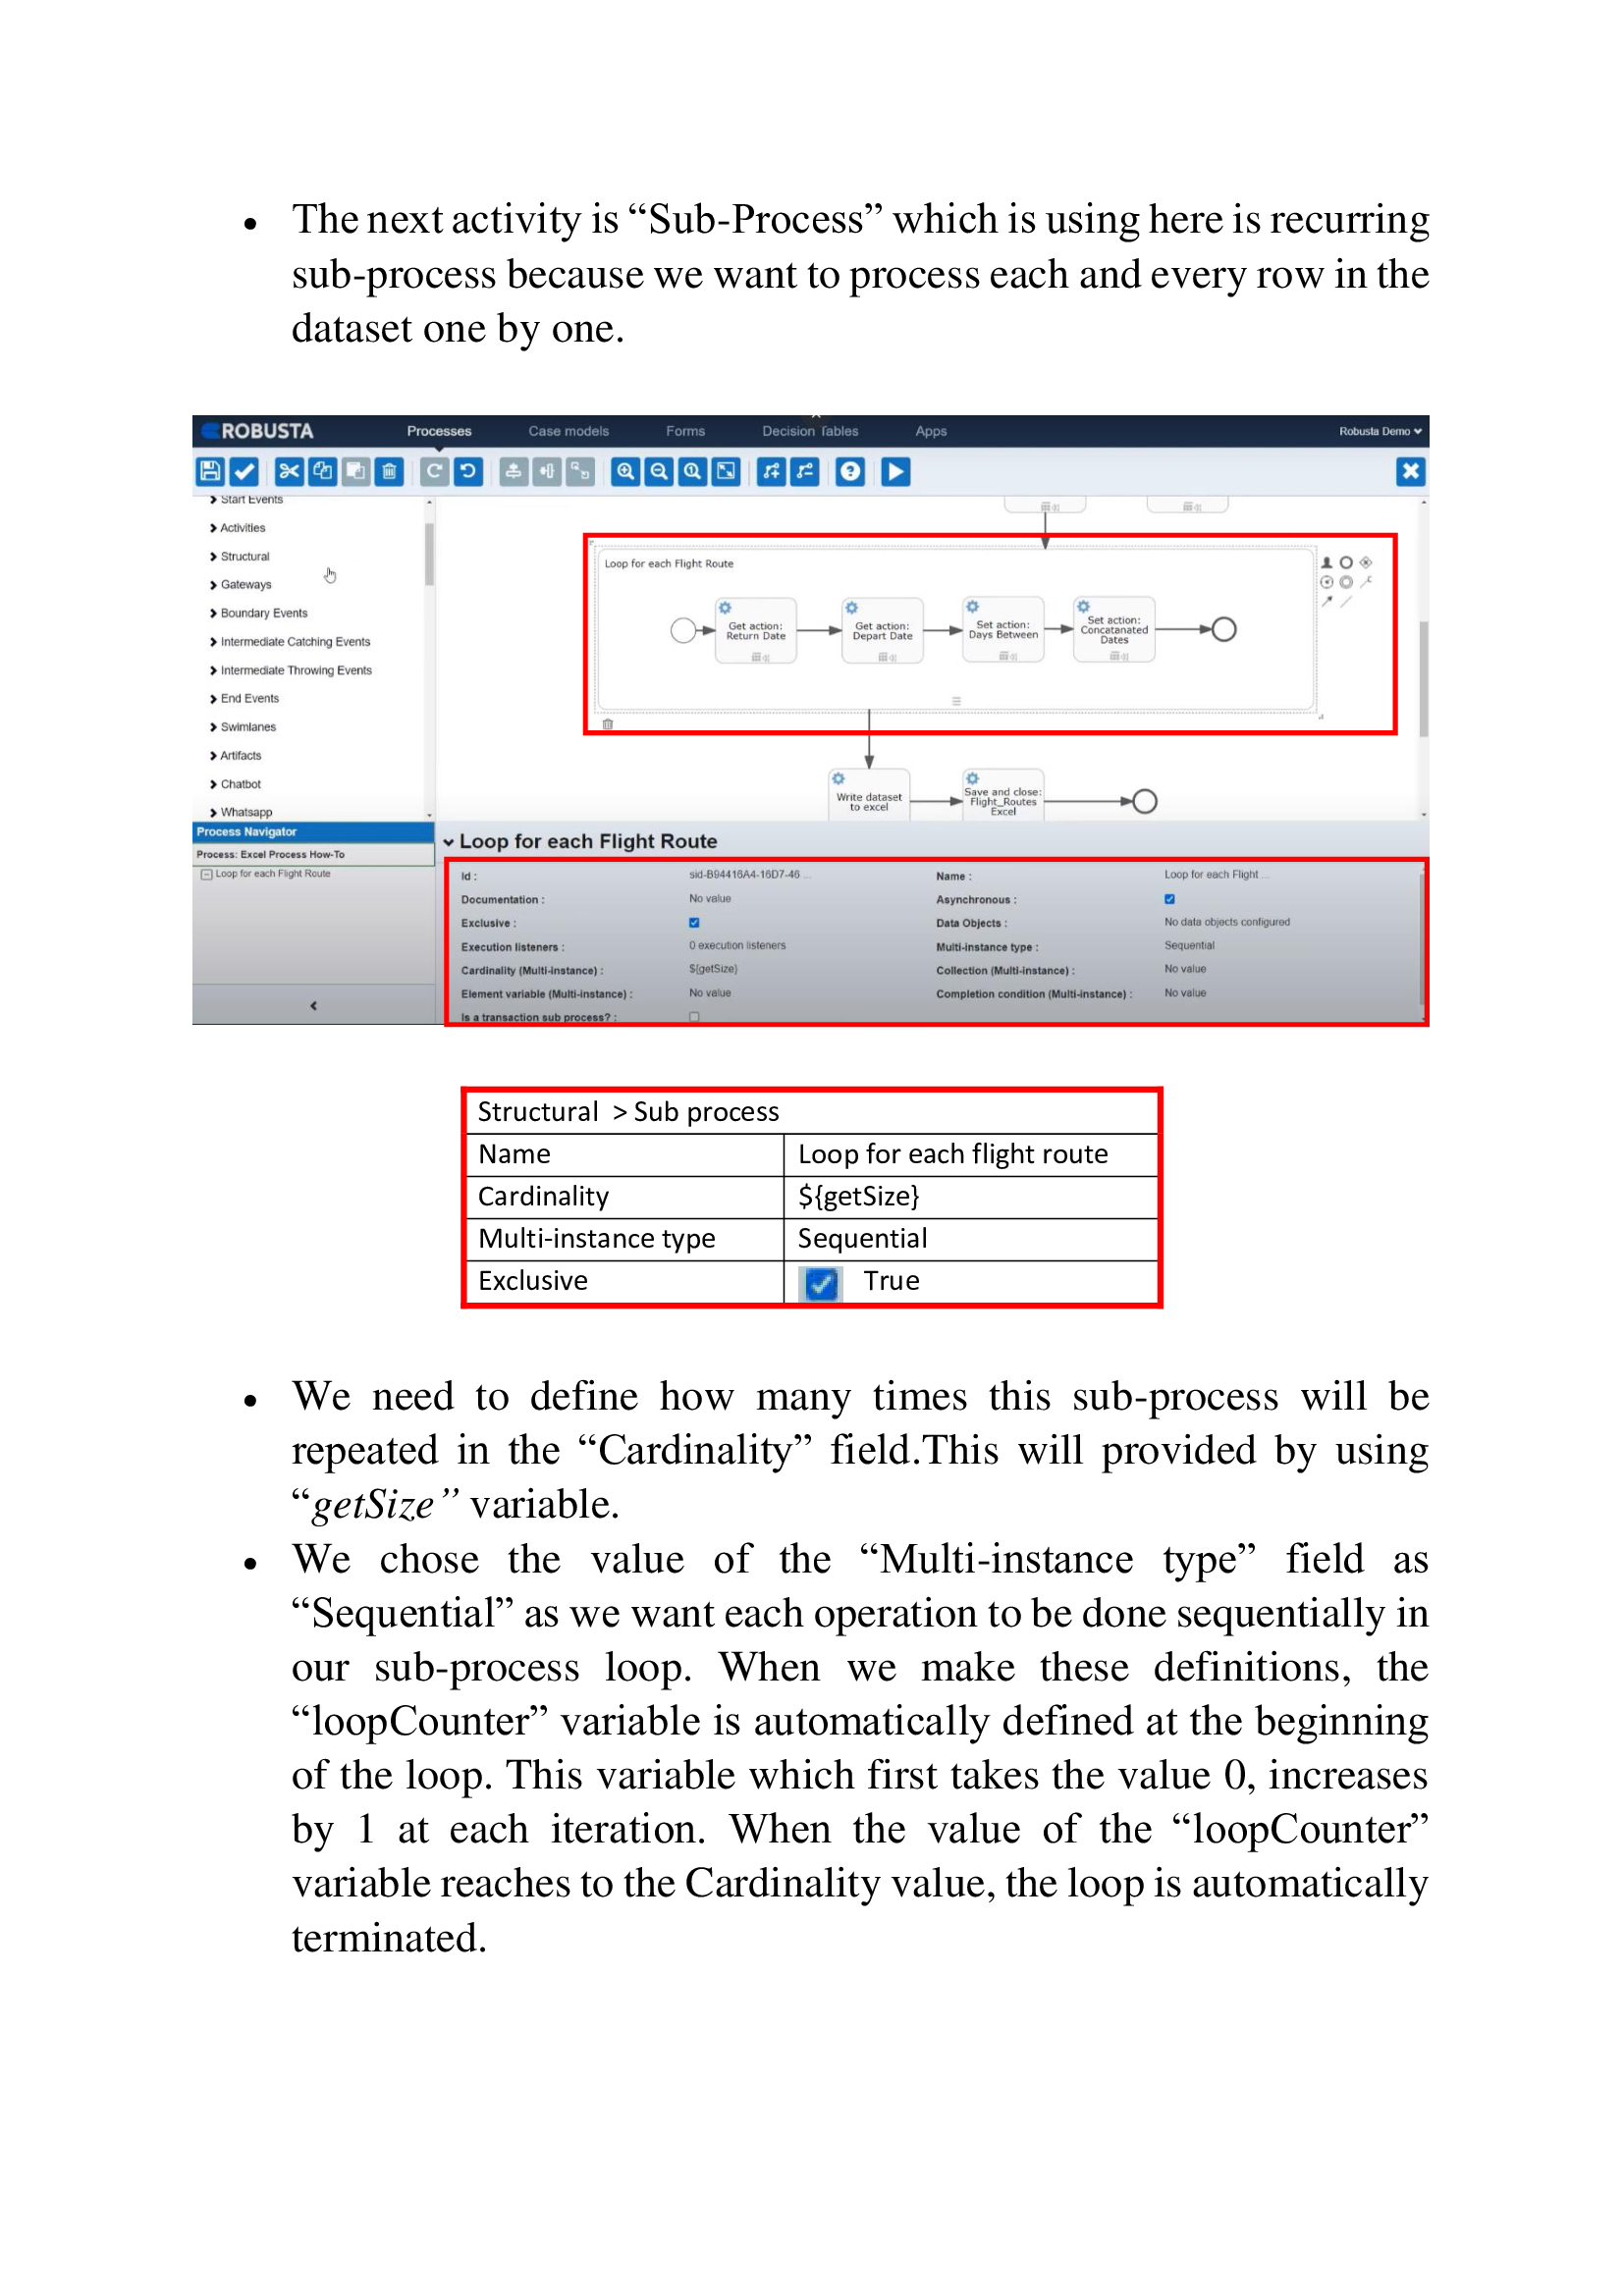 • The next activity is “Sub-Process” which is using here is recurring
sub-process because we want to process each and every row in the
dataset one by one.
ROBUSTA
Processes
Case models
Forms
Decision Tables
Apps
Robusta Demo
Start Events
Activities
Structural
Gateways
Boundary Events
Intermediate Catching Events
Intermediate Throwing Events
End Events
Swimlanes
Artifacts
Chatbot
Whatsapp
Process Navigator
Process: Excel Process How-To
Loop for each Flight Route
Loop for each Flight Route
Get action:
Return Date
Get action:
Depart Date
Set action:
Days Between
Set action:
Concatanated
Dates
Write dataset
to excel
Save and close:
Flight_Routes
Excel
Loop for each Flight Route
Id : sid-B94416A4-16D7-46 ... Name : Loop for each Flight ...
Documentation : No value Asynchronous :
Exclusive : Data Objects : No data objects configured
Execution listeners : 0 execution listeners Multi-instance type : Sequential
Cardinality (Multi-instance) : ${getSize} Collection (Multi-instance) : No value
Element variable (Multi-instance) : No value Completion condition (Multi-instance) : No value
Is a transaction sub process? :
Structural > Sub process
Name Loop for each flight route
Cardinality ${getSize}
Multi-instance type Sequential
Exclusive True
• We need to define how many times this sub-process will be
repeated in the “Cardinality” field.This will provided by using
“getSize” variable.
• We chose the value of the “Multi-instance type” field as
“Sequential” as we want each operation to be done sequentially in
our sub-process loop. When we make these definitions, the
“loopCounter” variable is automatically defined at the beginning
of the loop. This variable which first takes the value 0, increases
by 1 at each iteration. When the value of the “loopCounter”
variable reaches to the Cardinality value, the loop is automatically
terminated.